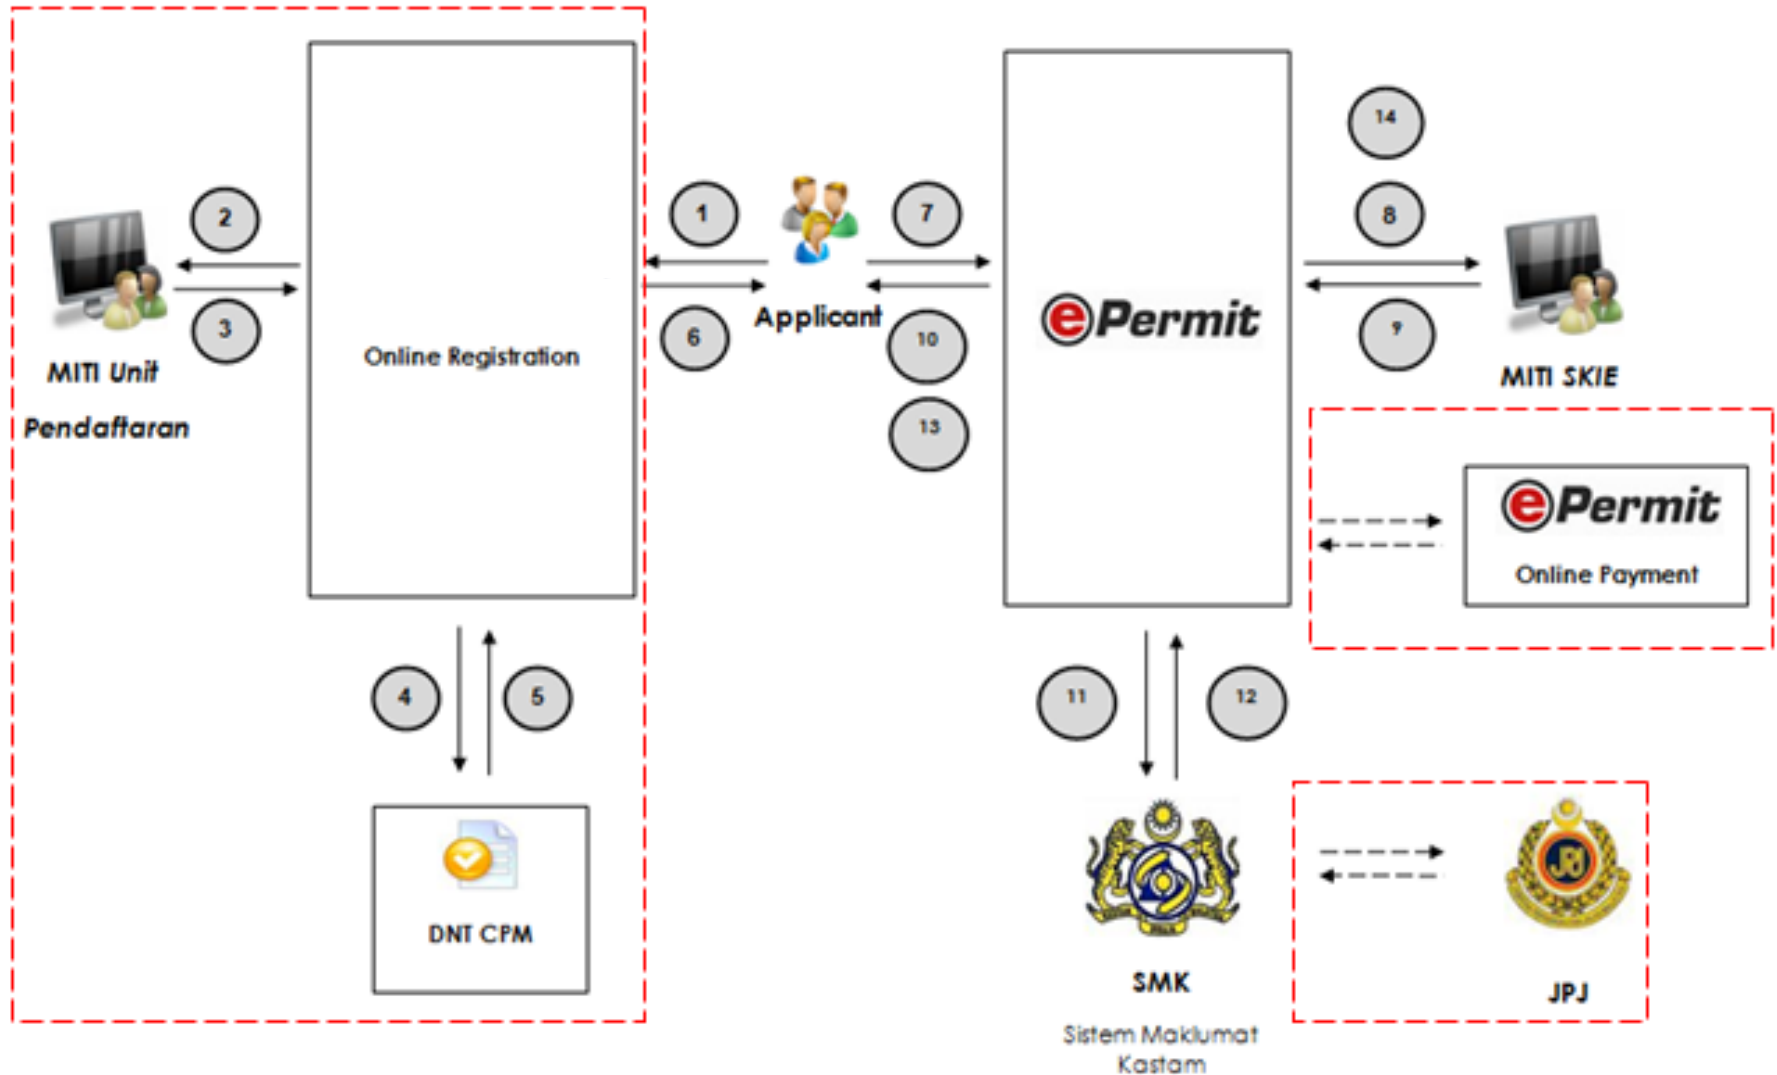 2
3
MITI Unit
Pendaftaran
Online Registration
4
5
DNT CPM
1
6
Applicant
7
10
13
ePermit
14
8
9
MITI SKIE
ePermit
Online Payment
11
12
SMK
Sistem Maklumat
Kastam
JPJ
JPJ